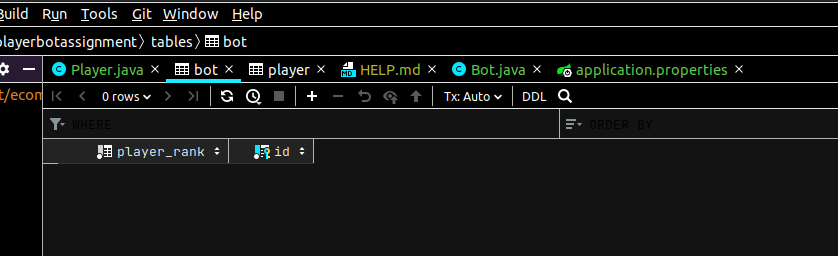 Build Run Tools Git Window Help
playerbotassignment tables bot
Player.java bot player HELP.md Bot.java application.properties
t/ecom 0 rows Tx: Auto DDL
WHERE ORDER BY
player_rank id